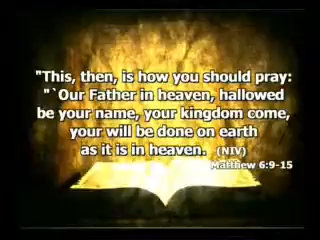 "This, then, is how you should pray:
"`Our Father in heaven, hallowed
be your name, your kingdom come,
your will be done on earth
as it is in heaven. (NIV)
Matthew 6:9-15